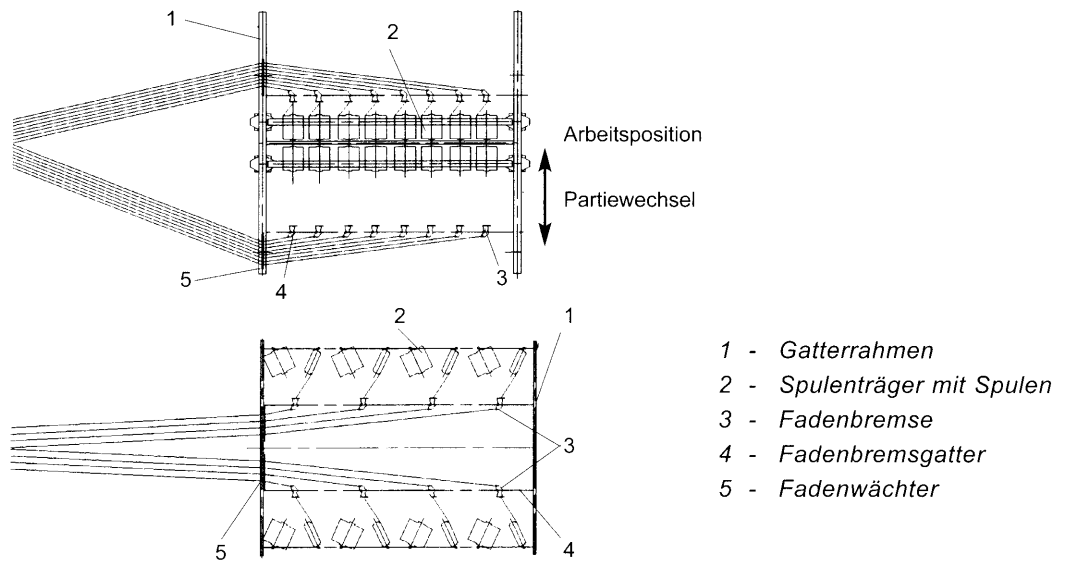 1
2
Arbeitsposition
Partiewechsel
5
4
3
2
1
3
5
4
1 - Gatterrahmen
2 - Spulenträger mit Spulen
3 - Fadenbremse
4 - Fadenbremsgatter
5 - Fadenwächter